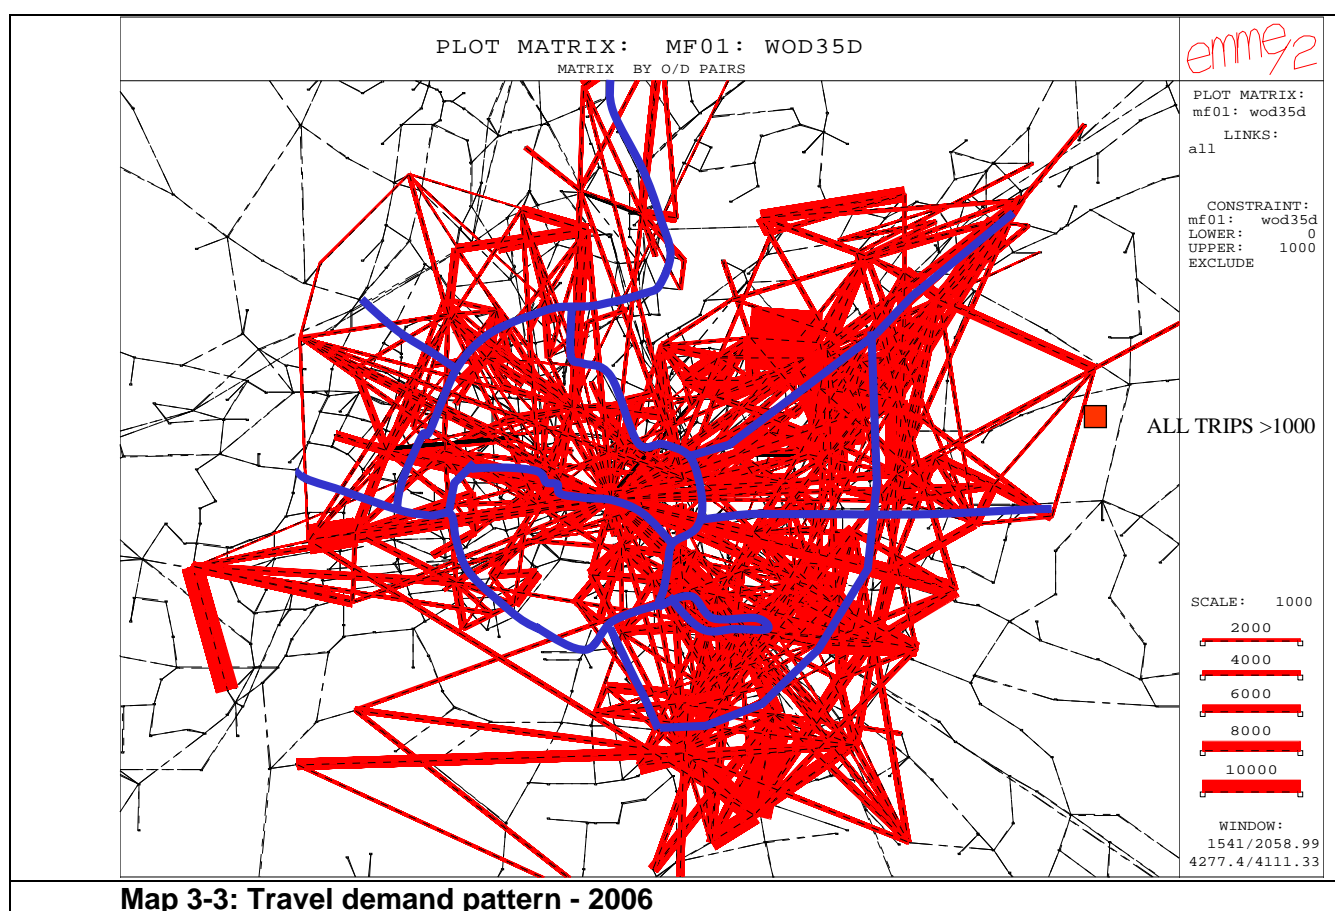 PLOT MATRIX: MF01: WOD35D
MATRIX BY O/D PAIRS
emme/2
PLOT MATRIX:
mf01: wod35d
LINKS:
all
CONSTRAINT:
mf01: wod35d
LOWER: 0
UPPER: 1000
EXCLUDE
ALL TRIPS >1000
SCALE: 1000
2000
4000
6000
8000
10000
WINDOW:
1541/2058.99
4277.4/4111.33
Map 3-3: Travel demand pattern - 2006